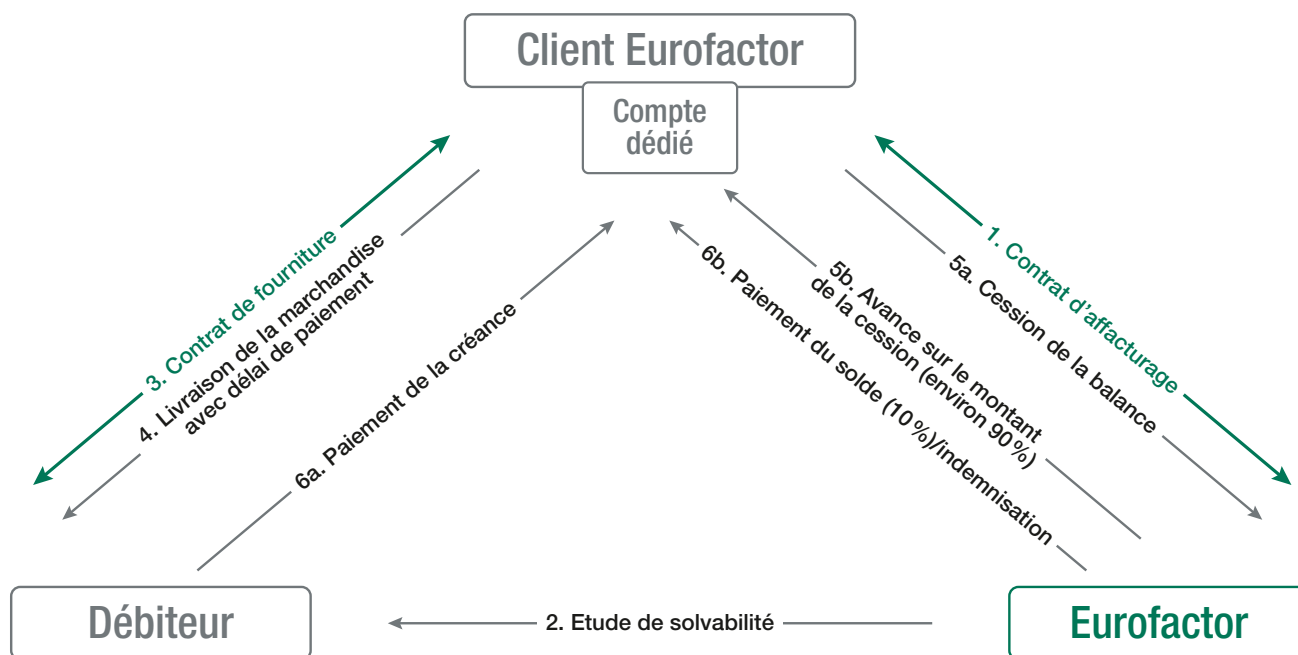 Client Eurofactor
Compte
dédié
1. Contrat d'affacturage
5a. Cession de la balance
5b. Avance sur le montant
de la cession (environ 90 %)
6b. Paiement du solde (10 %)/indemnisation
3. Contrat de fourniture
4. Livraison de la marchandise
avec délai de paiement
6a. Paiement de la créance
Débiteur
2. Etude de solvabilité
Eurofactor